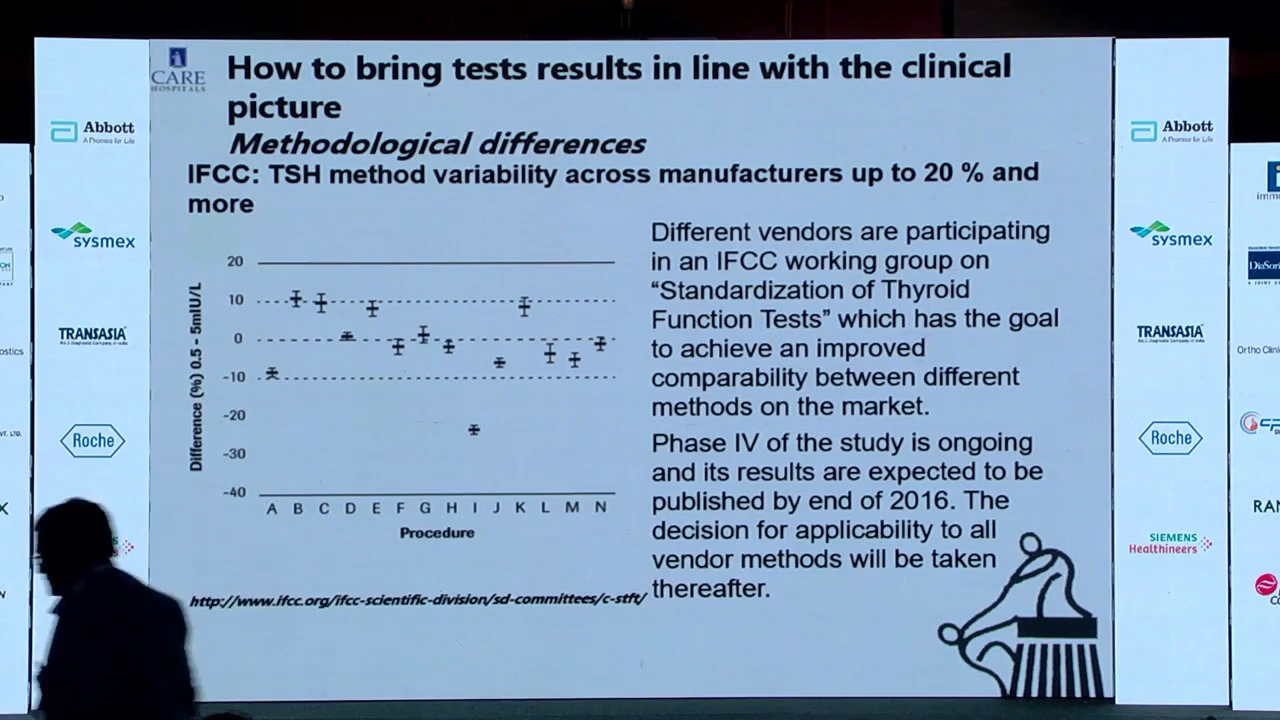 CARE
HOSPITALS
How to bring tests results in line with the clinical
picture
Methodological differences
IFCC: TSH method variability across manufacturers up to 20 % and
more
Difference (%) 0.5 - 5mIU/L
20
10
0
-10
-20
-30
-40
A B C D E F G H I J K L M N
Procedure
http://www.ifcc.org/ifcc-scientific-division/sd-committees/c-stft/
Different vendors are participating
in an IFCC working group on
“Standardization of Thyroid
Function Tests” which has the goal
to achieve an improved
comparability between different
methods on the market.
Phase IV of the study is ongoing
and its results are expected to be
published by end of 2016. The
decision for applicability to all
vendor methods will be taken
thereafter.
Abbott
A Promise for Life
sysmex
TRANSASIA
Roche
Abbott
A Promise for Life
sysmex
TRANSASIA
Roche
SIEMENS
Healthineers
Ortho Clinic
RAN